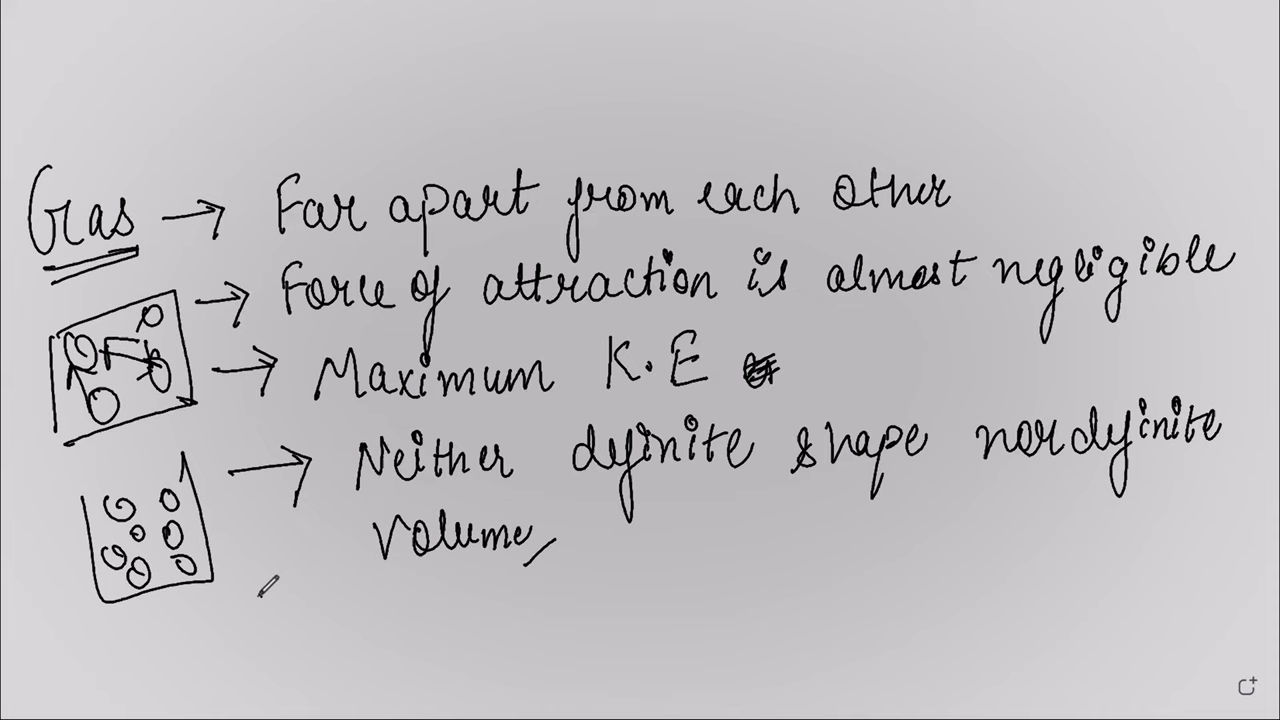 Gas → Far apart from each other
→ Force of attraction is almost negligible
→ Maximum K.E
→ Neither definite shape nor definite
volume